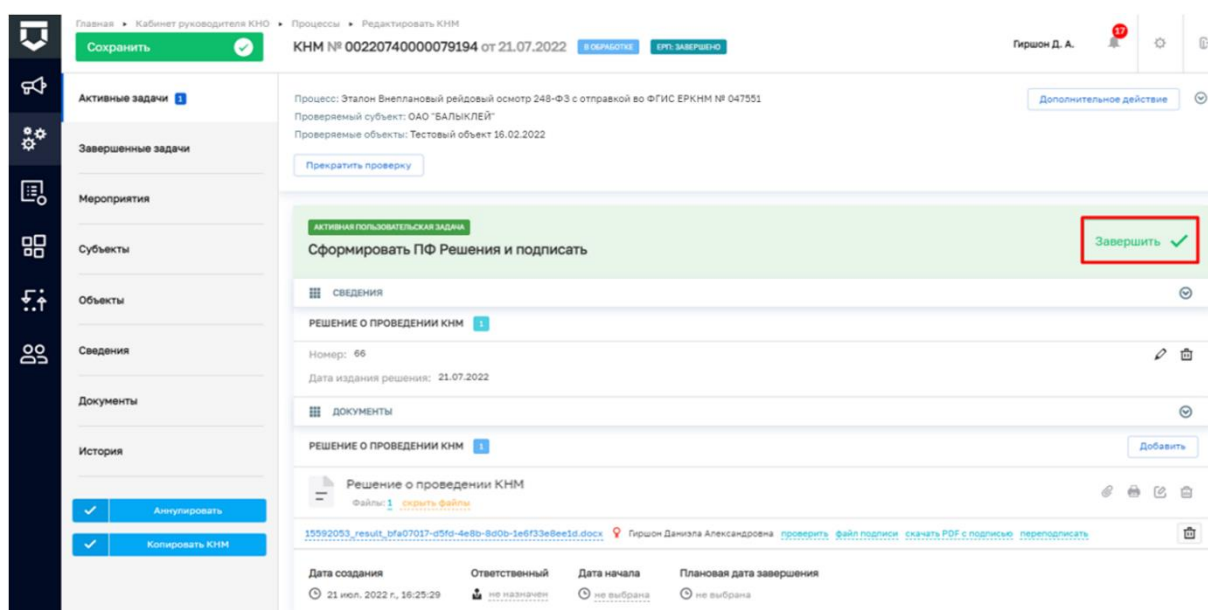 Главная ▸ Кабинет руководителя КНО ▸ Процессы ▸ Редактировать КНМ
Сохранить
КНМ № 00220740000079194 от 21.07.2022 В ОБРАБОТКЕ ЕРП: ЗАВЕРШЕНО
Гиршон Д. А.
17
Активные задачи 1
Завершенные задачи
Мероприятия
Субъекты
Объекты
Сведения
Документы
История
Аннулировать
Копировать КНМ
Процесс: Эталон Внеплановый рейдовый осмотр 248-ФЗ с отправкой во ФГИС ЕРКНМ № 047551
Проверяемый субъект: ОАО "БАЛЫКЛЕЙ"
Проверяемые объекты: Тестовый объект 16.02.2022
Дополнительное действие
Прекратить проверку
АКТИВНАЯ ПОЛЬЗОВАТЕЛЬСКАЯ ЗАДАЧА
Сформировать ПФ Решения и подписать
Завершить
СВЕДЕНИЯ
РЕШЕНИЕ О ПРОВЕДЕНИИ КНМ 1
Номер: 66
Дата издания решения: 21.07.2022
ДОКУМЕНТЫ
РЕШЕНИЕ О ПРОВЕДЕНИИ КНМ 1
Добавить
Решение о проведении КНМ
Файлы: 1 скрыть файлы
15592053_result_bfa07017-d5fd-4e8b-8d0b-1e6f33e8ee1d.docx Гиршон Даниэла Александровна проверить файл подписи скачать PDF с подписью переподписать
Дата создания Ответственный Дата начала Плановая дата завершения
21 июл. 2022 г., 16:25:29 не назначен не выбрана не выбрана